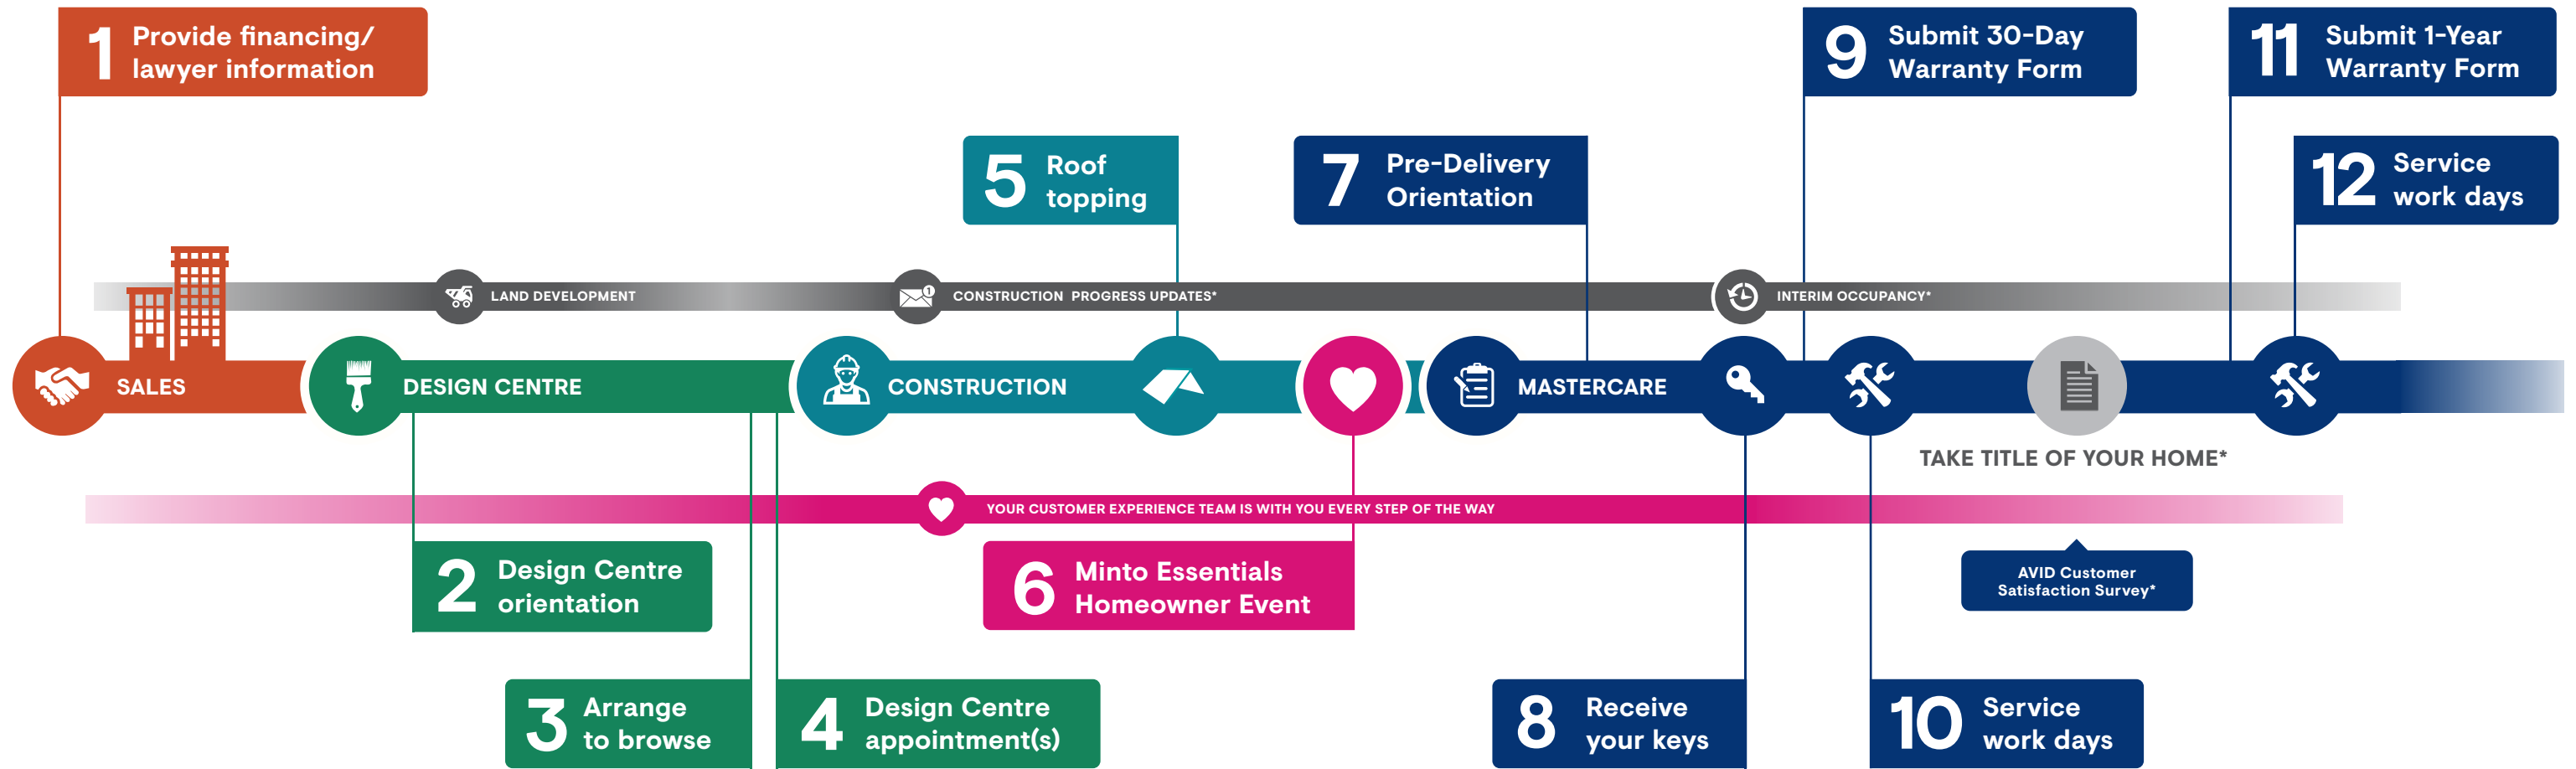 1 Provide financing/
lawyer information
9 Submit 30-Day
Warranty Form
11 Submit 1-Year
Warranty Form
5 Roof
topping
7 Pre-Delivery
Orientation
12 Service
work days
LAND DEVELOPMENT
1
CONSTRUCTION PROGRESS UPDATES*
INTERIM OCCUPANCY*
SALES
DESIGN CENTRE
CONSTRUCTION
MASTERCARE
TAKE TITLE OF YOUR HOME*
YOUR CUSTOMER EXPERIENCE TEAM IS WITH YOU EVERY STEP OF THE WAY
2 Design Centre
orientation
6 Minto Essentials
Homeowner Event
AVID Customer
Satisfaction Survey*
3 Arrange
to browse
4 Design Centre
appointment(s)
8 Receive
your keys
10 Service
work days